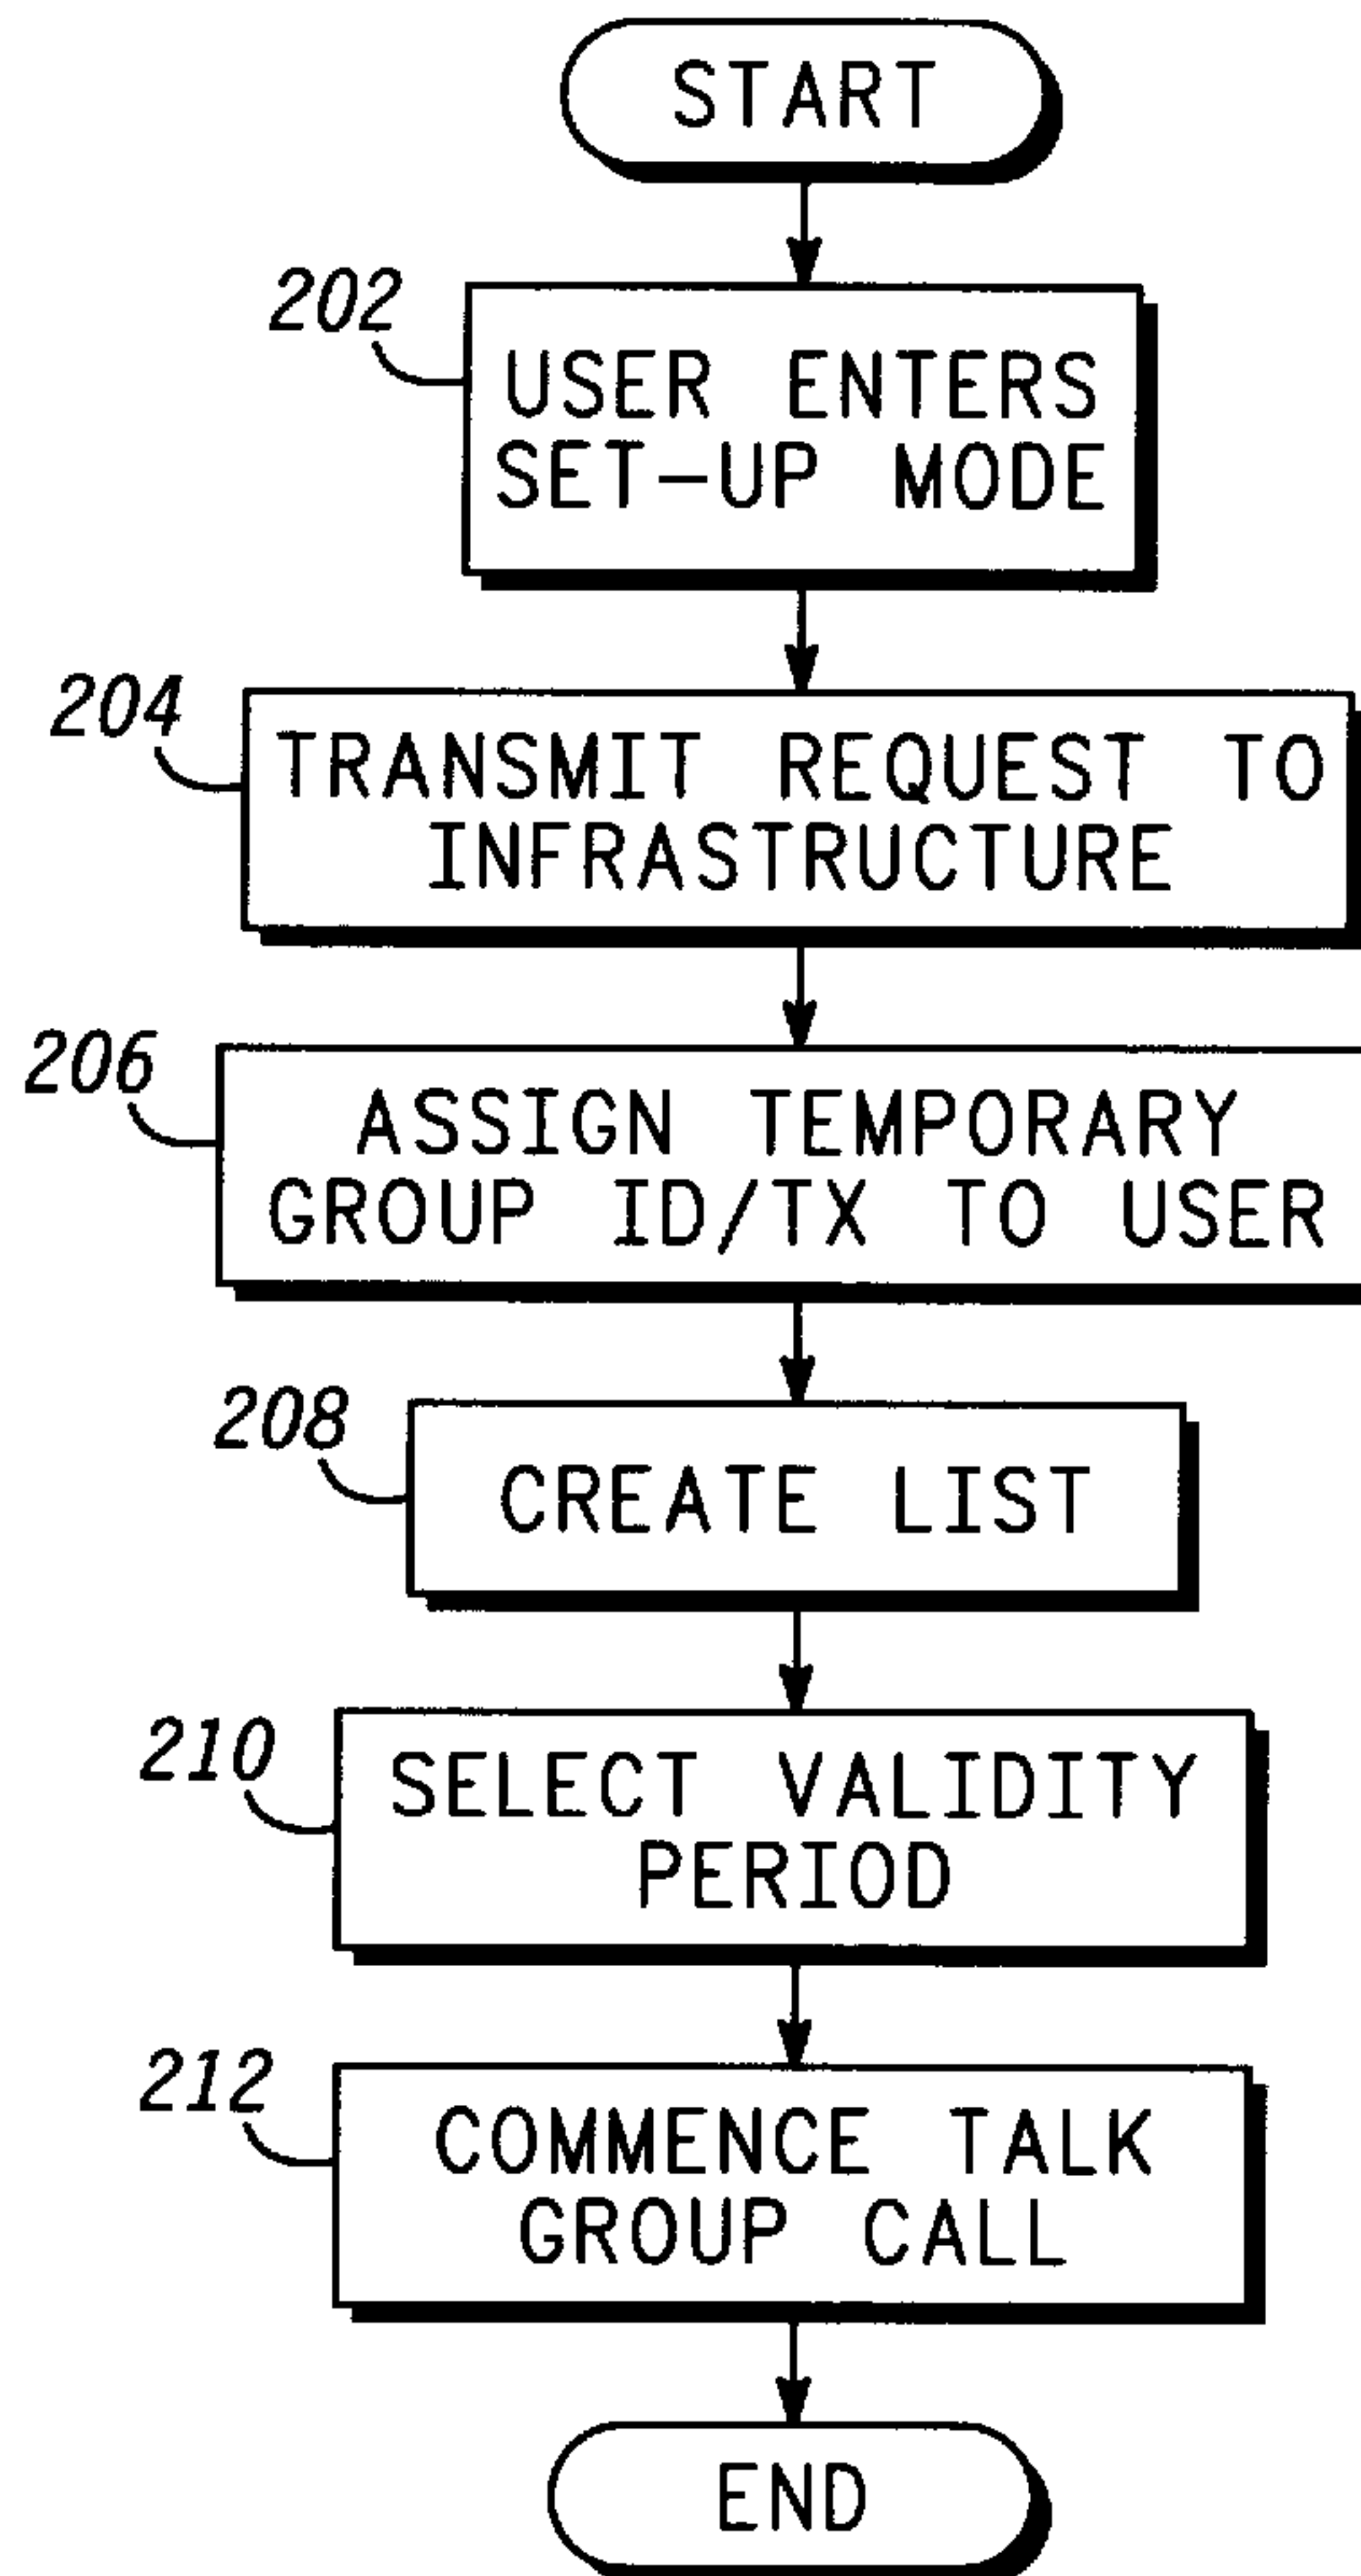 START
202
USER ENTERS
SET-UP MODE
204
TRANSMIT REQUEST TO
INFRASTRUCTURE
206
ASSIGN TEMPORARY
GROUP ID/TX TO USER
208
CREATE LIST
210
SELECT VALIDITY
PERIOD
212
COMMENCE TALK
GROUP CALL
END